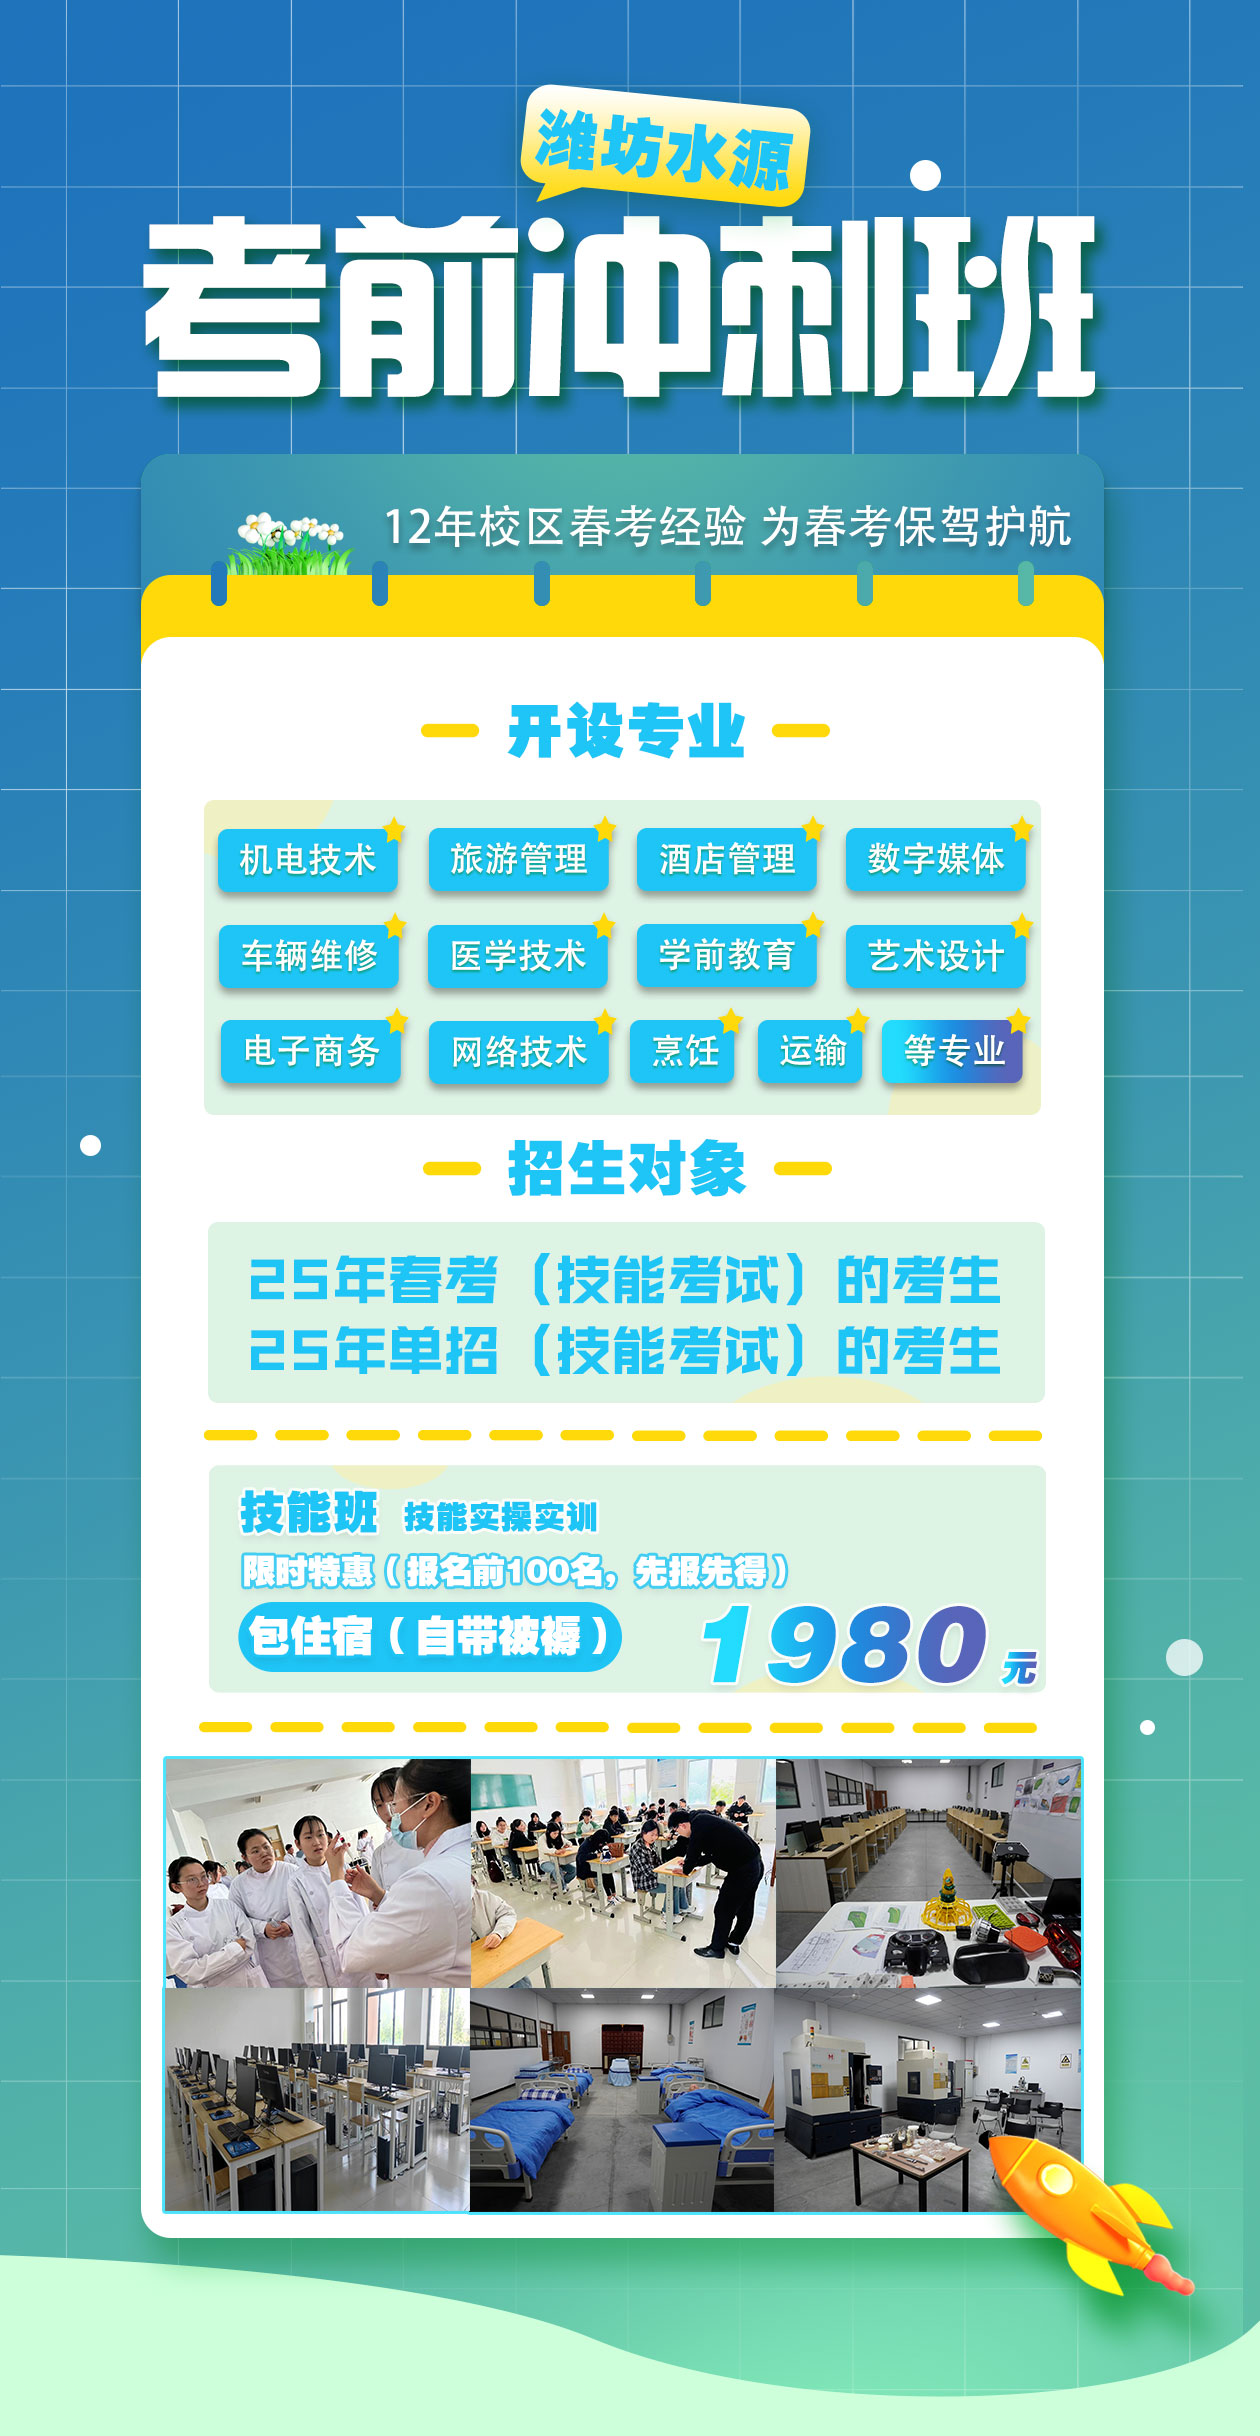 潍坊水源
考前冲刺班
12年校区春考经验 为春考保驾护航
开设专业
机电技术 旅游管理 酒店管理 数字媒体
车辆维修 医学技术 学前教育 艺术设计
电子商务 网络技术 烹饪 运输 等专业
招生对象
25年春考（技能考试）的考生
25年单招（技能考试）的考生
技能班 技能实操实训
限时特惠（报名前100名，先报先得）
包住宿（自带被褥） 1980元